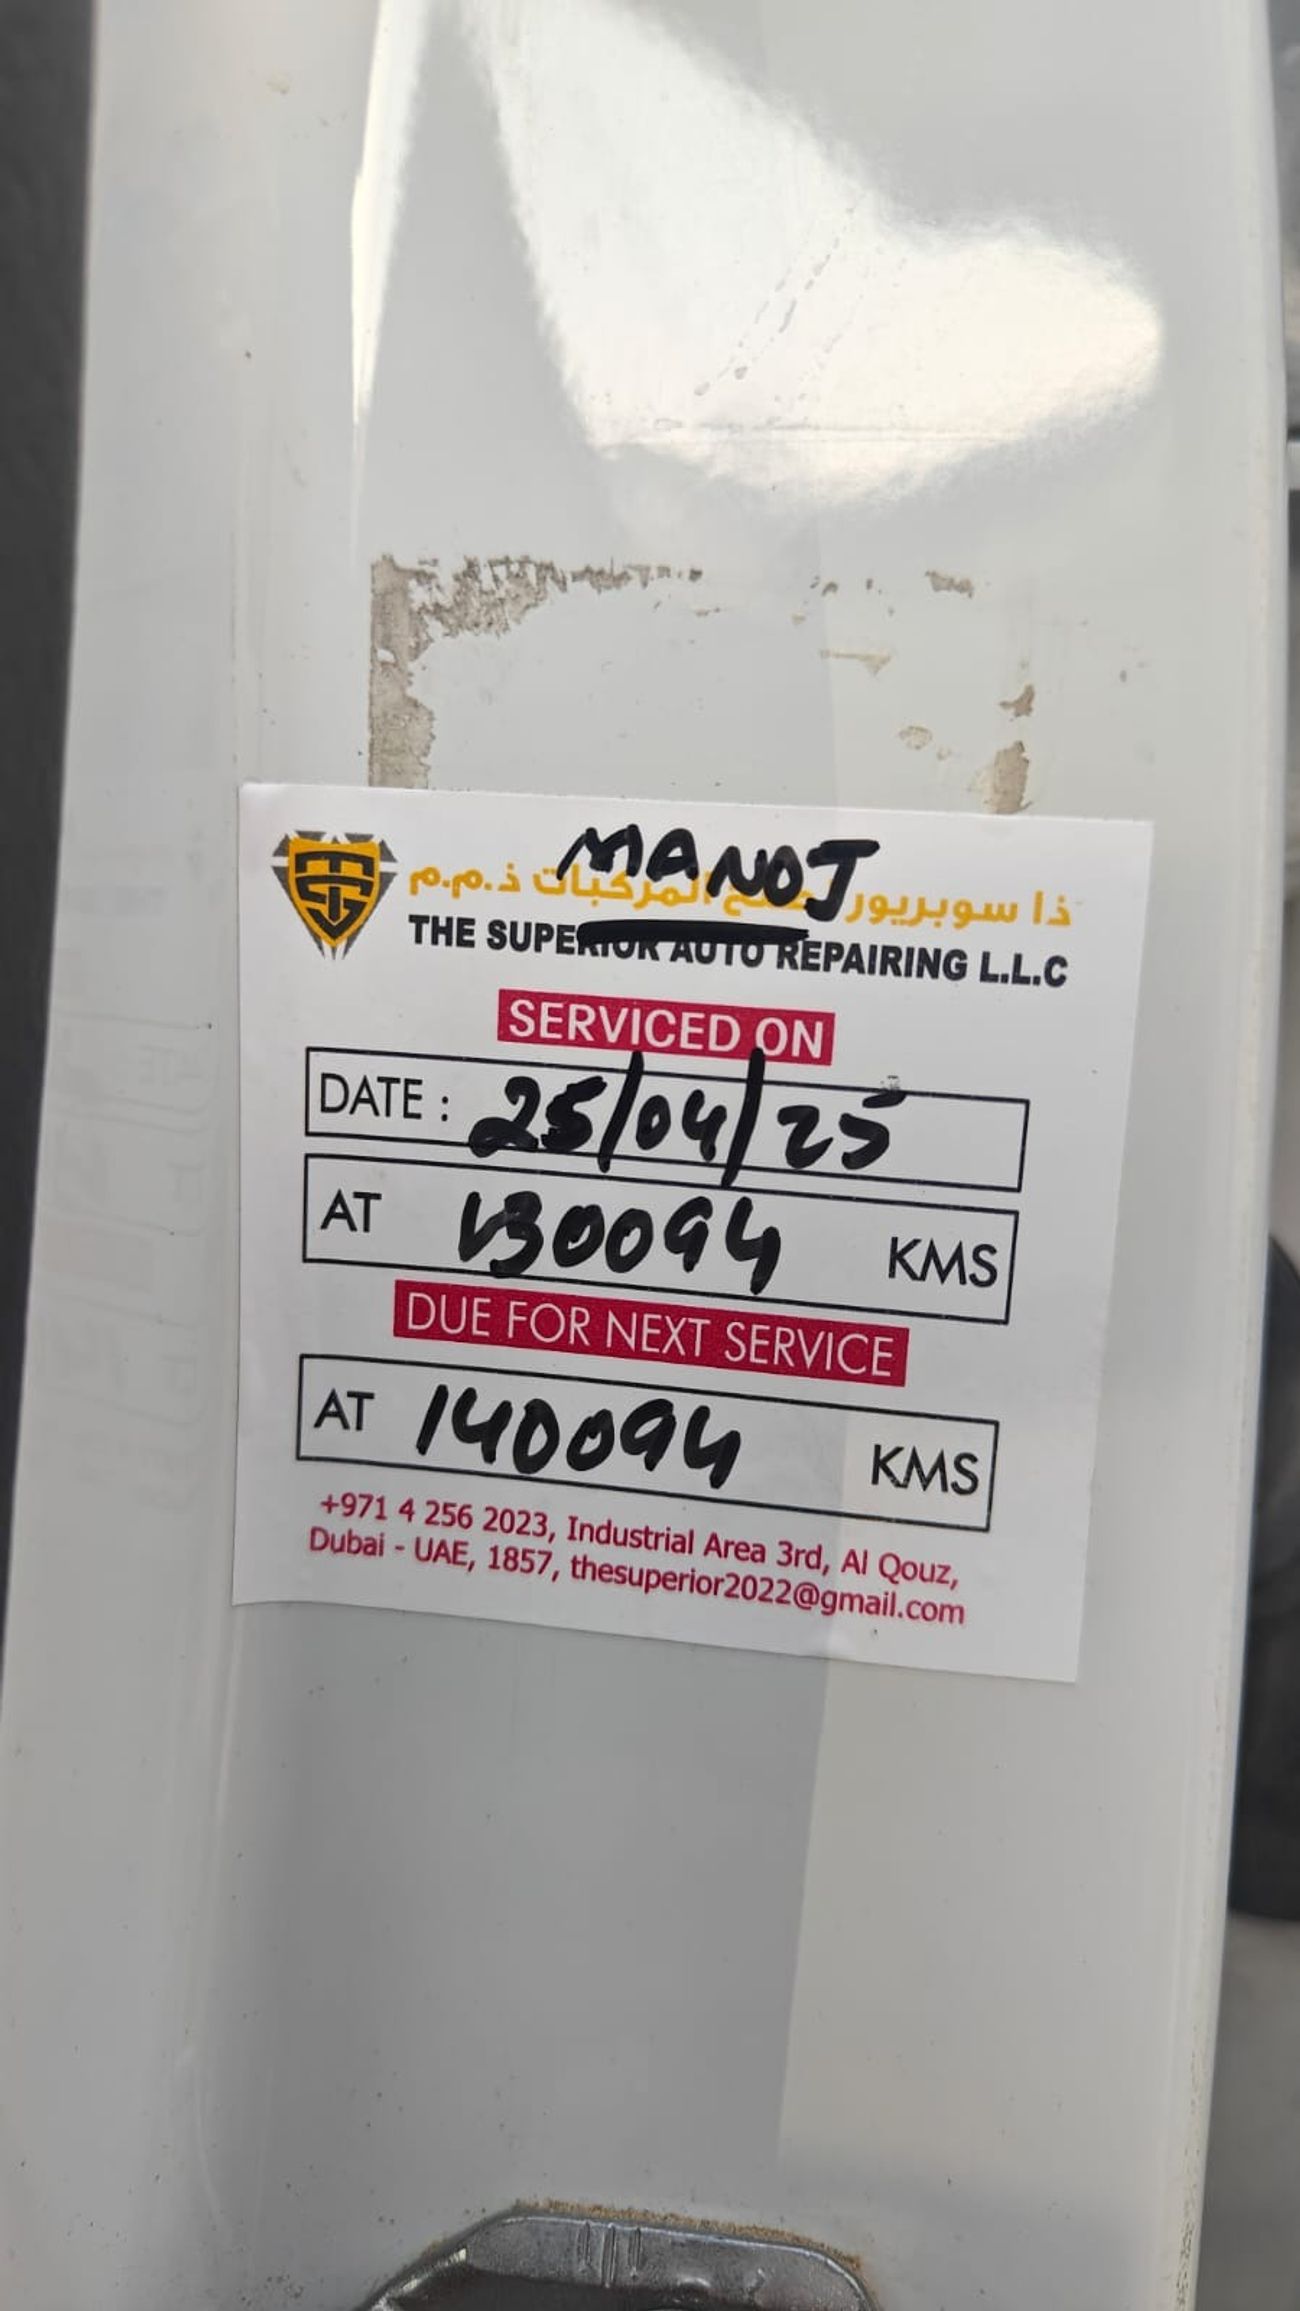 MANOJ
ذا سوبريور لإصلاح المركبات ذ.م.م
THE SUPERIOR AUTO REPAIRING L.L.C
SERVICED ON
DATE : 25/04/25
AT 130094 KMS
DUE FOR NEXT SERVICE
AT 140094 KMS
+971 4 256 2023, Industrial Area 3rd, Al Qouz,
Dubai - UAE, 1857, thesuperior2022@gmail.com